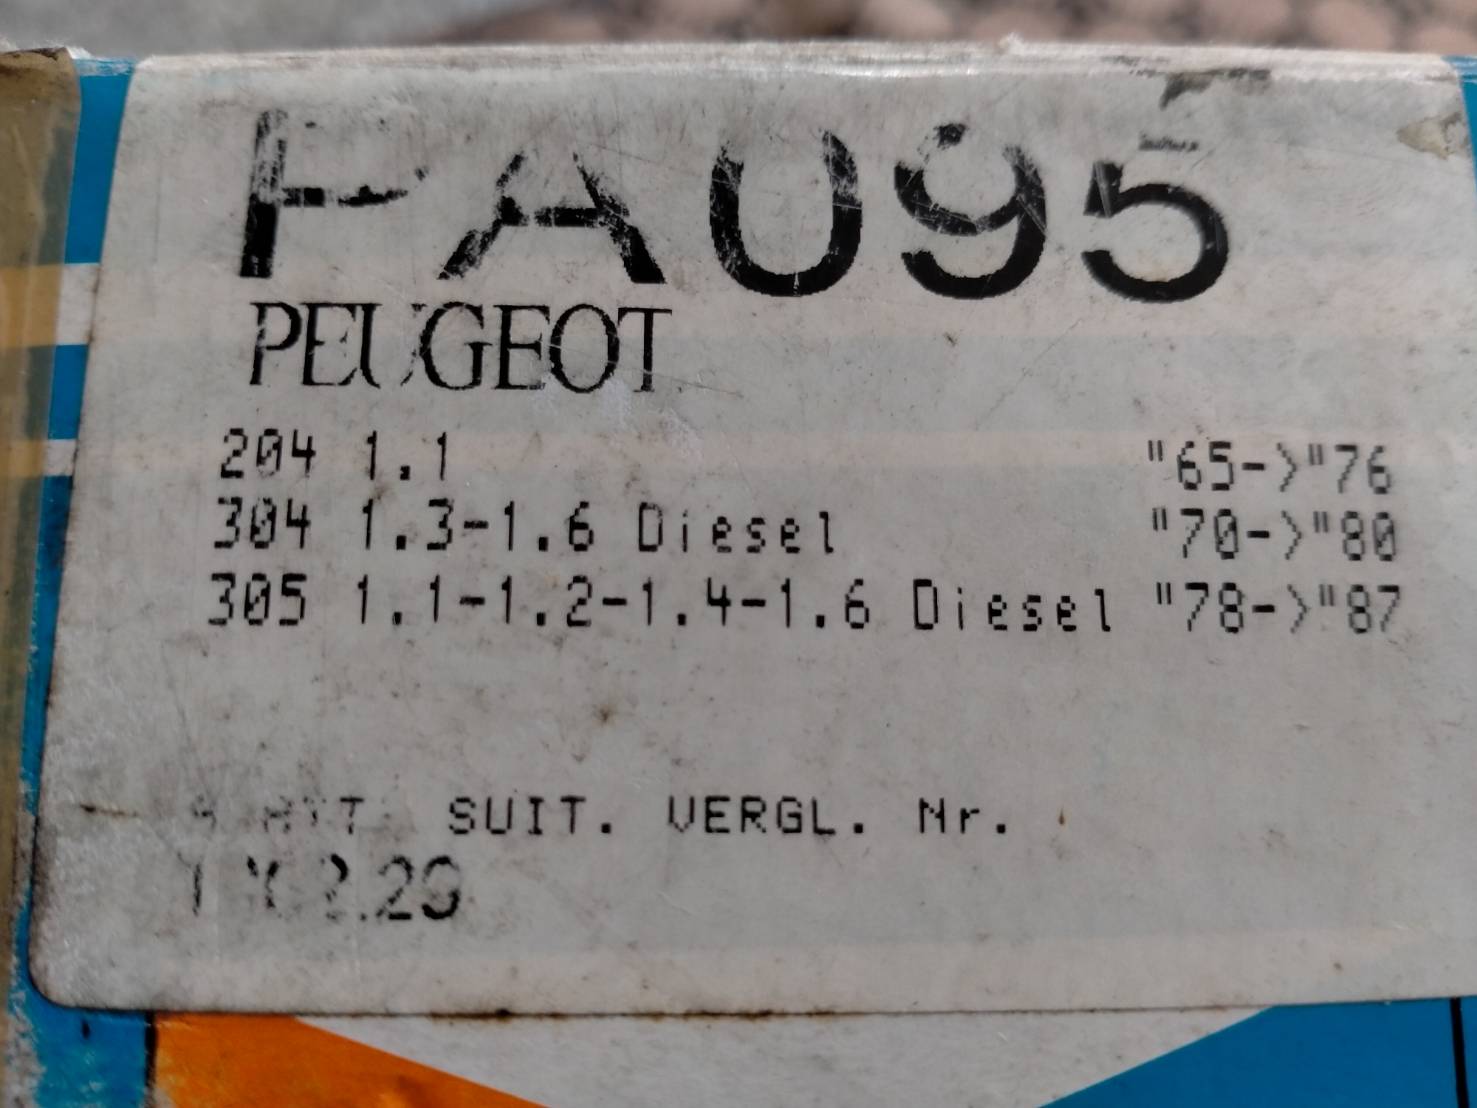 PA095
PEUGEOT
204 1.1 "65->"76
304 1.3-1.6 Diesel "70->"80
305 1.1-1.2-1.4-1.6 Diesel "78->"87
SUIT. VERGL. Nr.